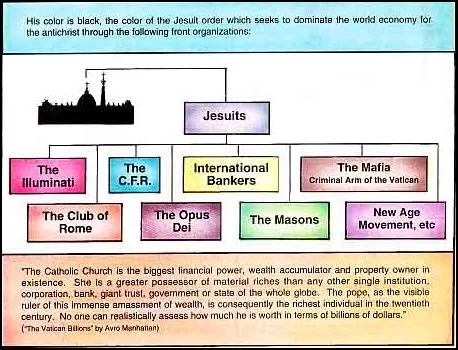 His color is black, the color of the Jesuit order which seeks to dominate the world economy for
the antichrist through the following front organizations:
Jesuits
The
Illuminati
The
C.F.R.
International
Bankers
The Mafia
Criminal Arm of the Vatican
The Club of
Rome
The Opus
Dei
The Masons
New Age
Movement, etc
"The Catholic Church is the biggest financial power, wealth accumulator and property owner in
existence. She is a greater possessor of material riches than any other single institution,
corporation, bank, giant trust, government or state of the whole globe. The pope, as the visible
ruler of this immense amassment of wealth, is consequently the richest individual in the twentieth
century. No one can realistically assess how much he is worth in terms of billions of dollars."
("The Vatican Billions" by Avro Manhattan)